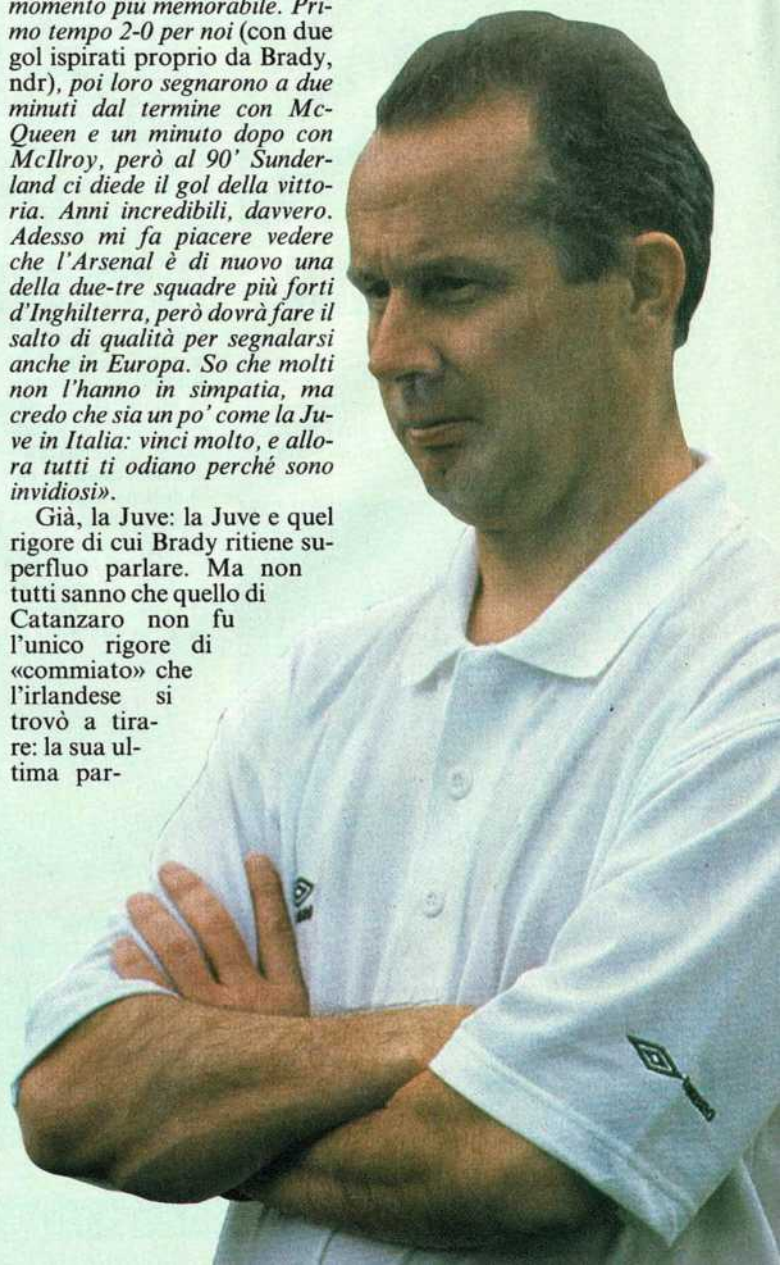 momento più memorabile. Pri-
mo tempo 2-0 per noi (con due
gol ispirati proprio da Brady,
ndr), poi loro segnarono a due
minuti dal termine con Mc-
Queen e un minuto dopo con
McIlroy, però al 90' Sunder-
land ci diede il gol della vitto-
ria. Anni incredibili, davvero.
Adesso mi fa piacere vedere
che l'Arsenal è di nuovo una
della due-tre squadre più forti
d'Inghilterra, però dovrà fare il
salto di qualità per segnalarsi
anche in Europa. So che molti
non l'hanno in simpatia, ma
credo che sia un po' come la Ju-
ve in Italia: vinci molto, e allo-
ra tutti ti odiano perché sono
invidiosi».
Già, la Juve: la Juve e quel
rigore di cui Brady ritiene su-
perfluo parlare. Ma non
tutti sanno che quello di
Catanzaro non fu
l'unico rigore di
«commiato» che
l'irlandese si
trovò a tira-
re: la sua ul-
tima par-